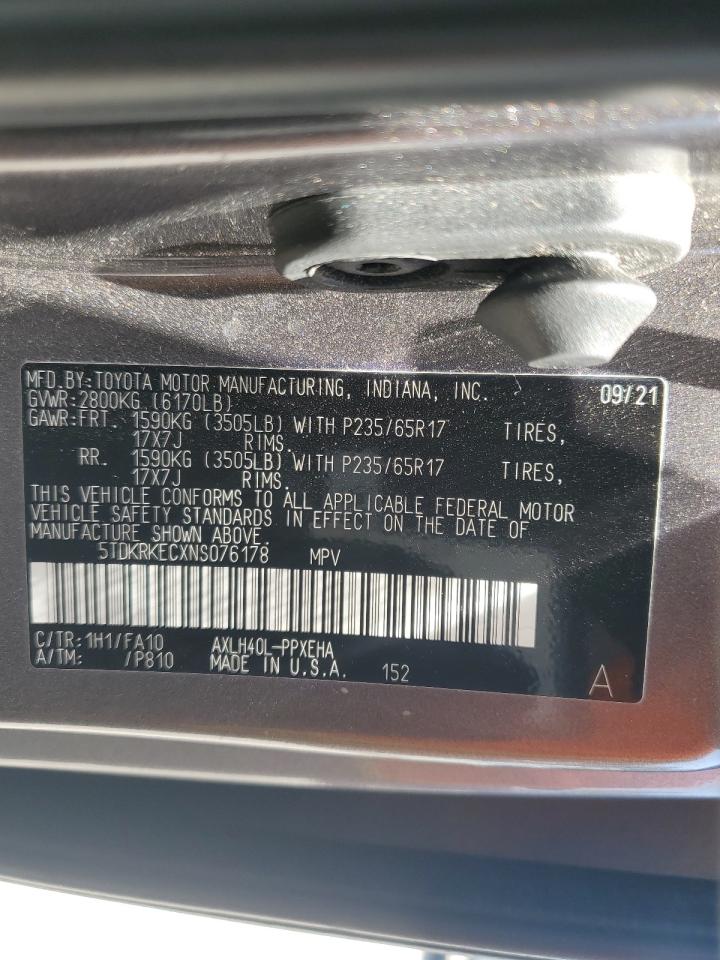 MFD.BY:TOYOTA MOTOR MANUFACTURING, INDIANA, INC. 09/21
GVWR:2800KG (6170LB)
GAWR:FRT. 1590KG (3505LB) WITH P235/65R17 TIRES,
17X7J RIMS.
RR. 1590KG (3505LB) WITH P235/65R17 TIRES,
17X7J RIMS.
THIS VEHICLE CONFORMS TO ALL APPLICABLE FEDERAL MOTOR
VEHICLE SAFETY STANDARDS IN EFFECT ON THE DATE OF
MANUFACTURE SHOWN ABOVE.
5TDKRKECXNS076178 MPV
C/TR:1H1/FA10 AXLH40L-PPXEHA
A/TM: /P810 MADE IN U.S.A. 152
A